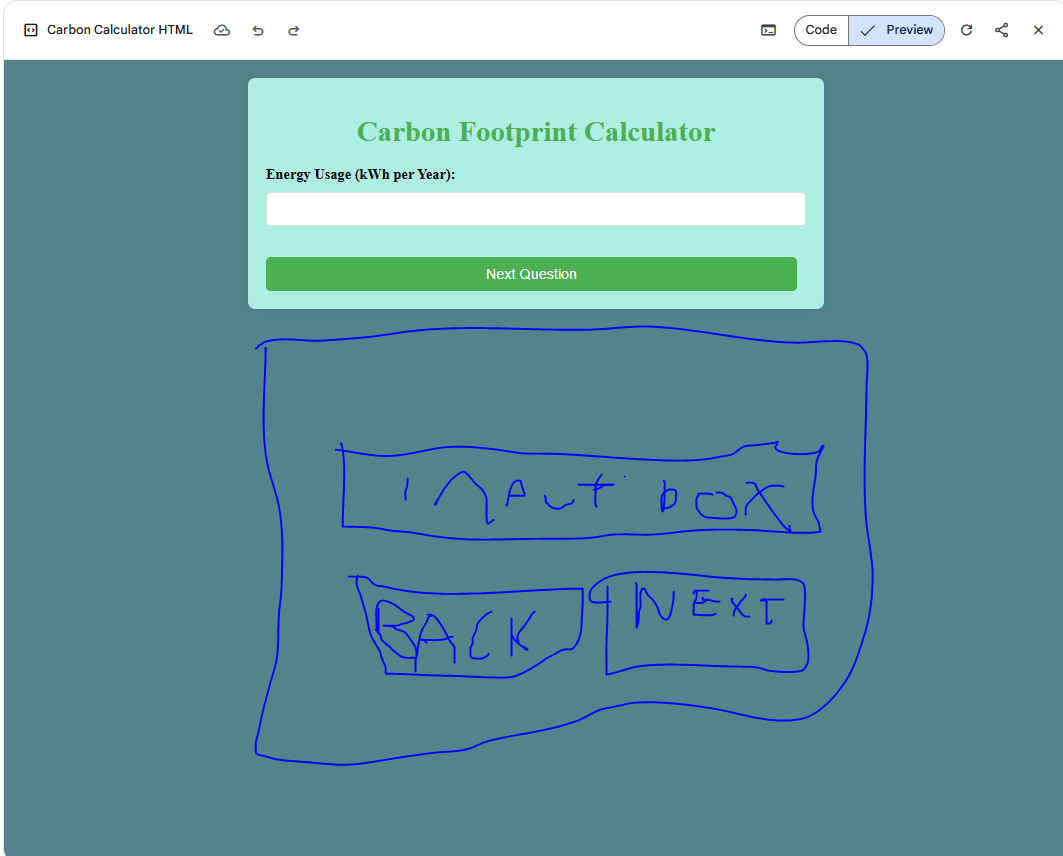 Carbon Calculator HTML
Code Preview
Carbon Footprint Calculator
Energy Usage (kWh per Year):
Next Question
INPUT bOX
BACK NEXT